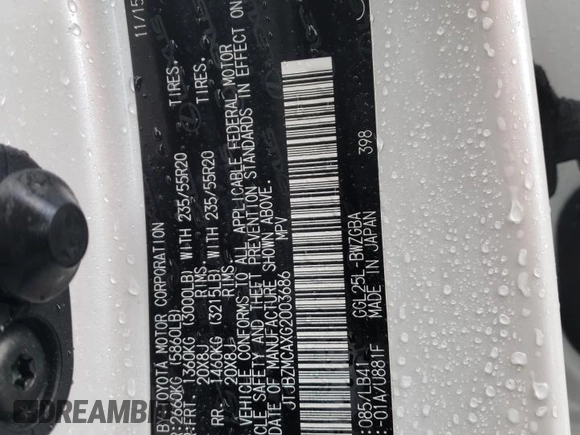 11/15
BY TOYOTA MOTOR CORPORATION
R:2660KG (5860LB)
FRT. 1360KG (3000LB) WITH 235/55R20 TIRES.
20X8J RIMS
RR. 1460KG (3215LB) WITH 235/55R20 TIRES.
20X8J RIMS
VEHICLE CONFORMS TO ALL APPLICABLE FEDERAL MOTOR
VEHICLE SAFETY AND THEFT PREVENTION STANDARDS IN EFFECT ON
DATE OF MANUFACTURE SHOWN ABOVE.
JTJBZMCAXG2003686 MPV
:085/LB41 GGL25L-BWZGBA
:01A/U881F MADE IN JAPAN 398
DREAMBI